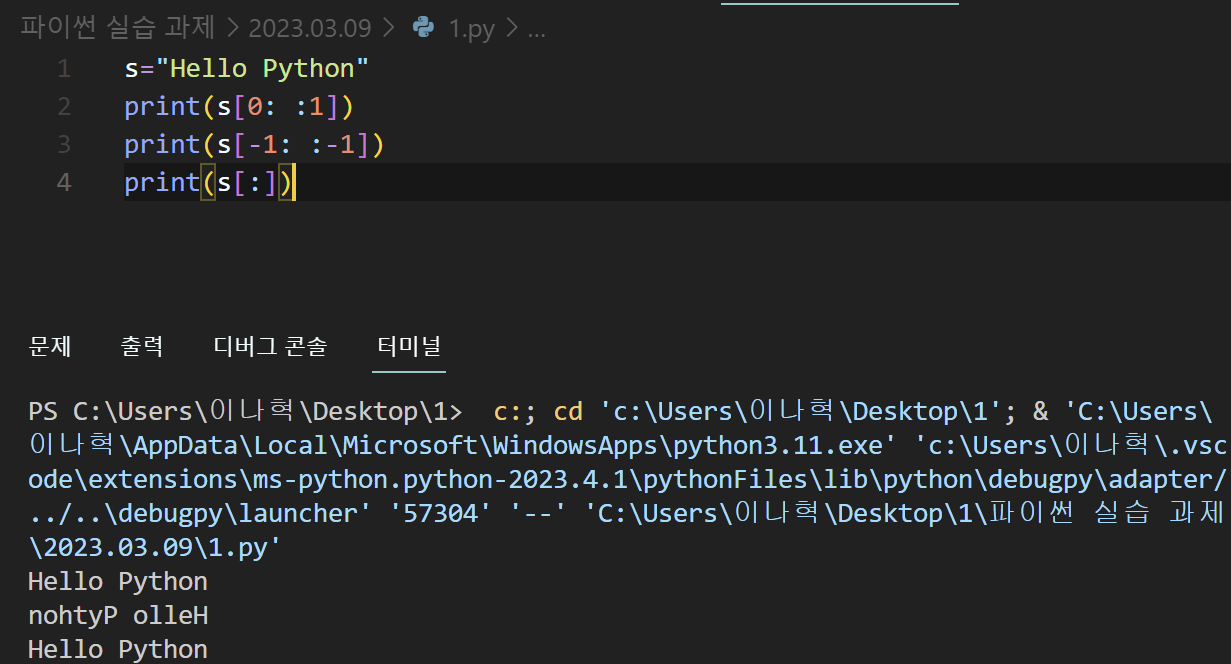 파이썬 실습 과제 > 2023.03.09 > 1.py > ...
1 s="Hello Python"
2 print(s[0: :1])
3 print(s[-1: :-1])
4 print(s[:])
문제 출력 디버그 콘솔 터미널
PS C:\Users\이나혁\Desktop\1>  c:; cd 'c:\Users\이나혁\Desktop\1'; & 'C:\Users\
이나혁\AppData\Local\Microsoft\WindowsApps\python3.11.exe' 'c:\Users\이나혁\.vsc
ode\extensions\ms-python.python-2023.4.1\pythonFiles\lib\python\debugpy\adapter/
../..\debugpy\launcher' '57304' '--' 'C:\Users\이나혁\Desktop\1\파이썬 실습 과제
\2023.03.09\1.py'
Hello Python
nohtyP olleH
Hello Python